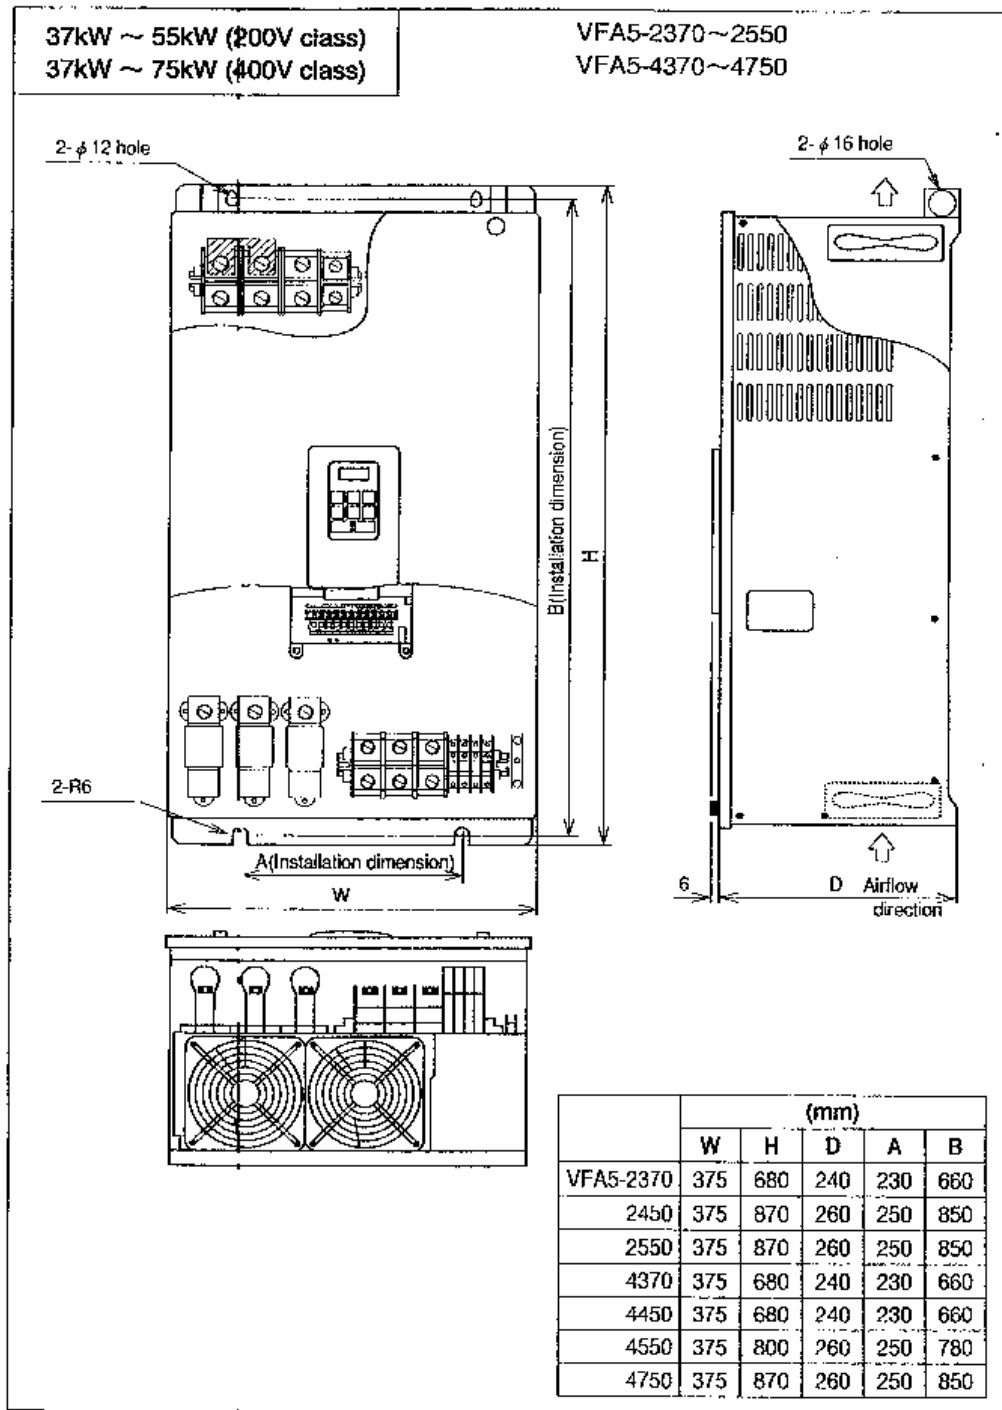 37kW ～ 55kW (200V class)
37kW ～ 75kW (400V class)
VFA5-2370～2550
VFA5-4370～4750
2-ϕ12 hole
2-ϕ16 hole
B(Installation dimension)
H
2-R6
A(Installation dimension)
W
6
D
Airflow
direction
(mm)
W H D A B
VFA5-2370 375 680 240 230 660
2450 375 870 260 250 850
2550 375 870 260 250 850
4370 375 680 240 230 660
4450 375 680 240 230 660
4550 375 800 260 250 780
4750 375 870 260 250 850